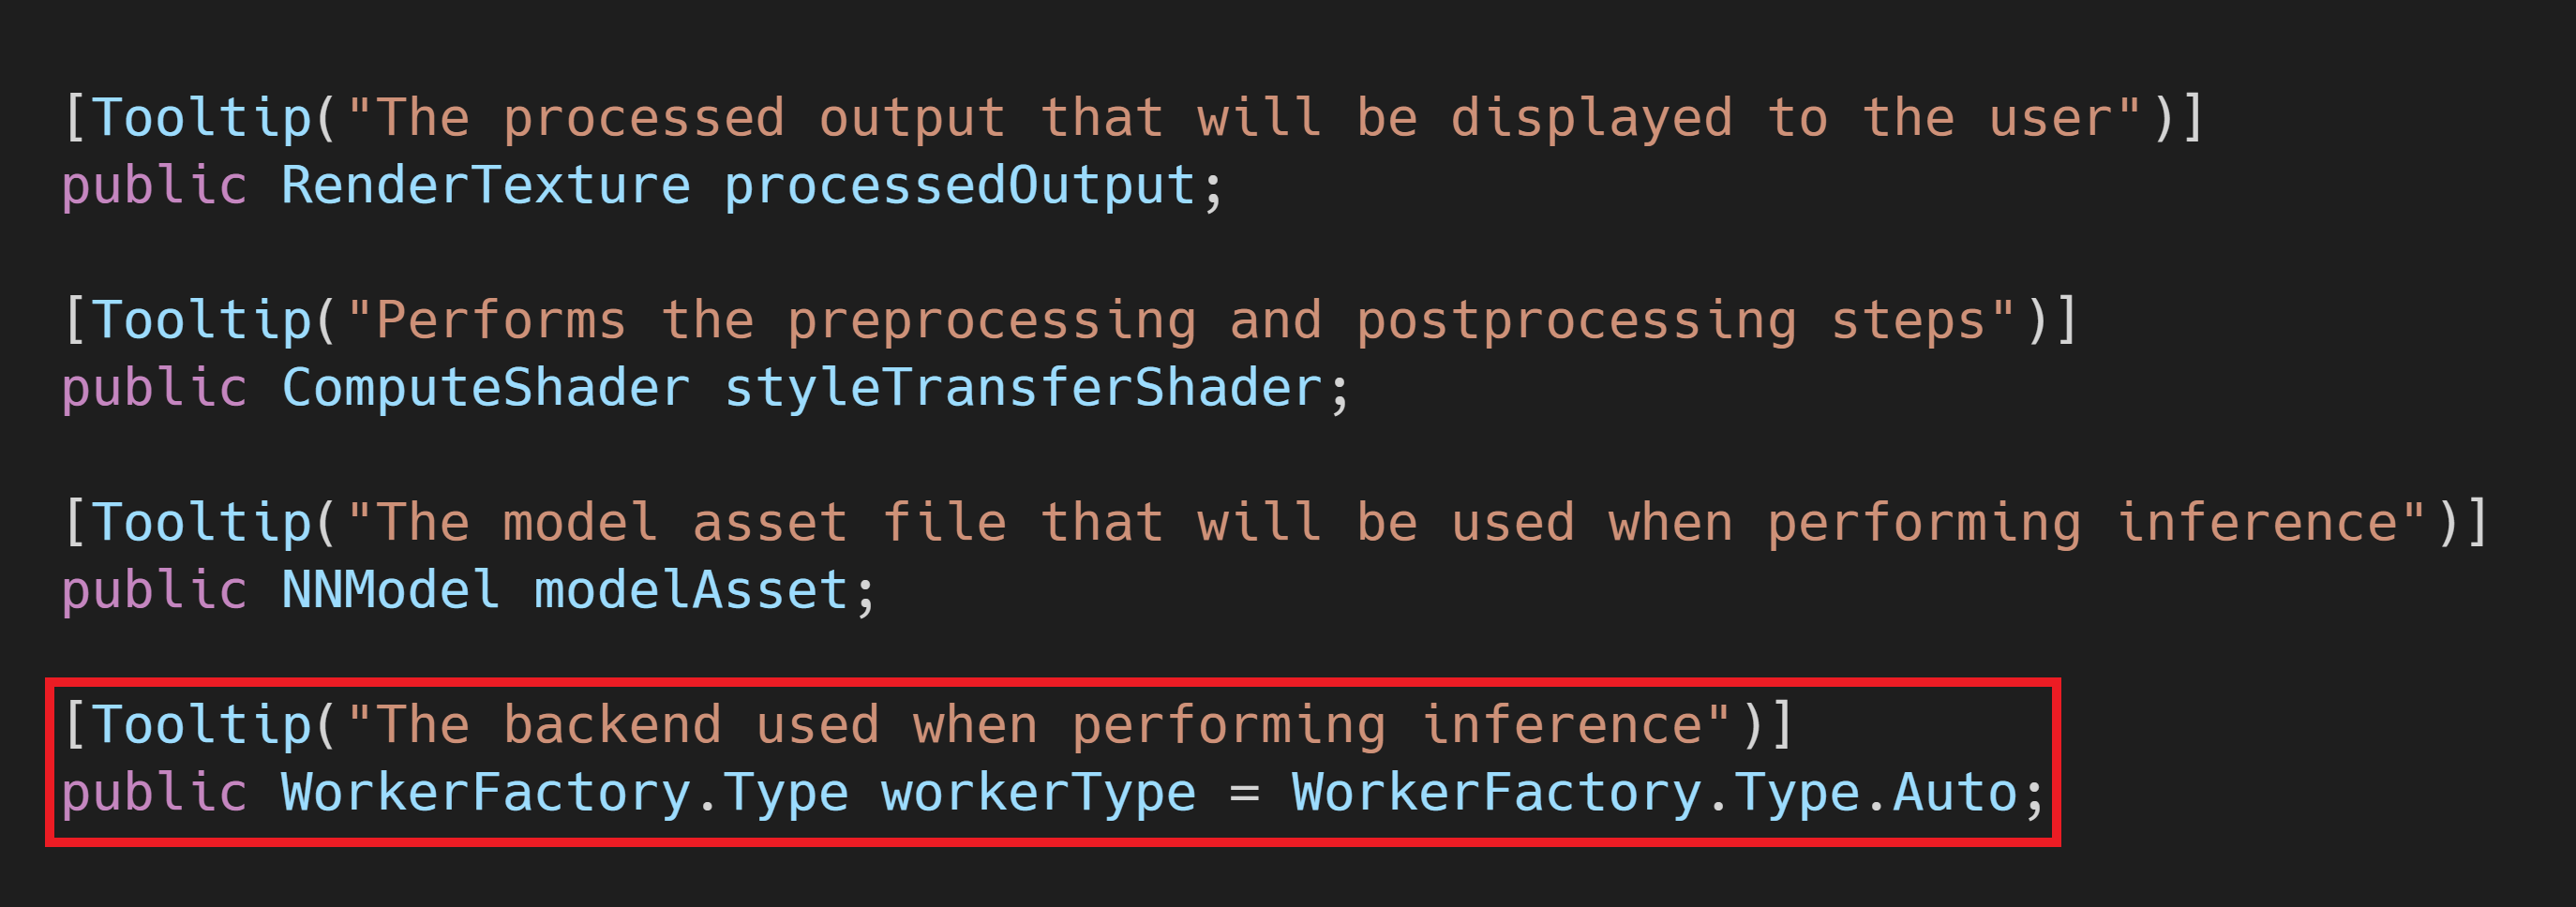 [Tooltip("The processed output that will be displayed to the user")]
public RenderTexture processedOutput;
[Tooltip("Performs the preprocessing and postprocessing steps")]
public ComputeShader styleTransferShader;
[Tooltip("The model asset file that will be used when performing inference")]
public NNModel modelAsset;
[Tooltip("The backend used when performing inference")]
public WorkerFactory.Type workerType = WorkerFactory.Type.Auto;